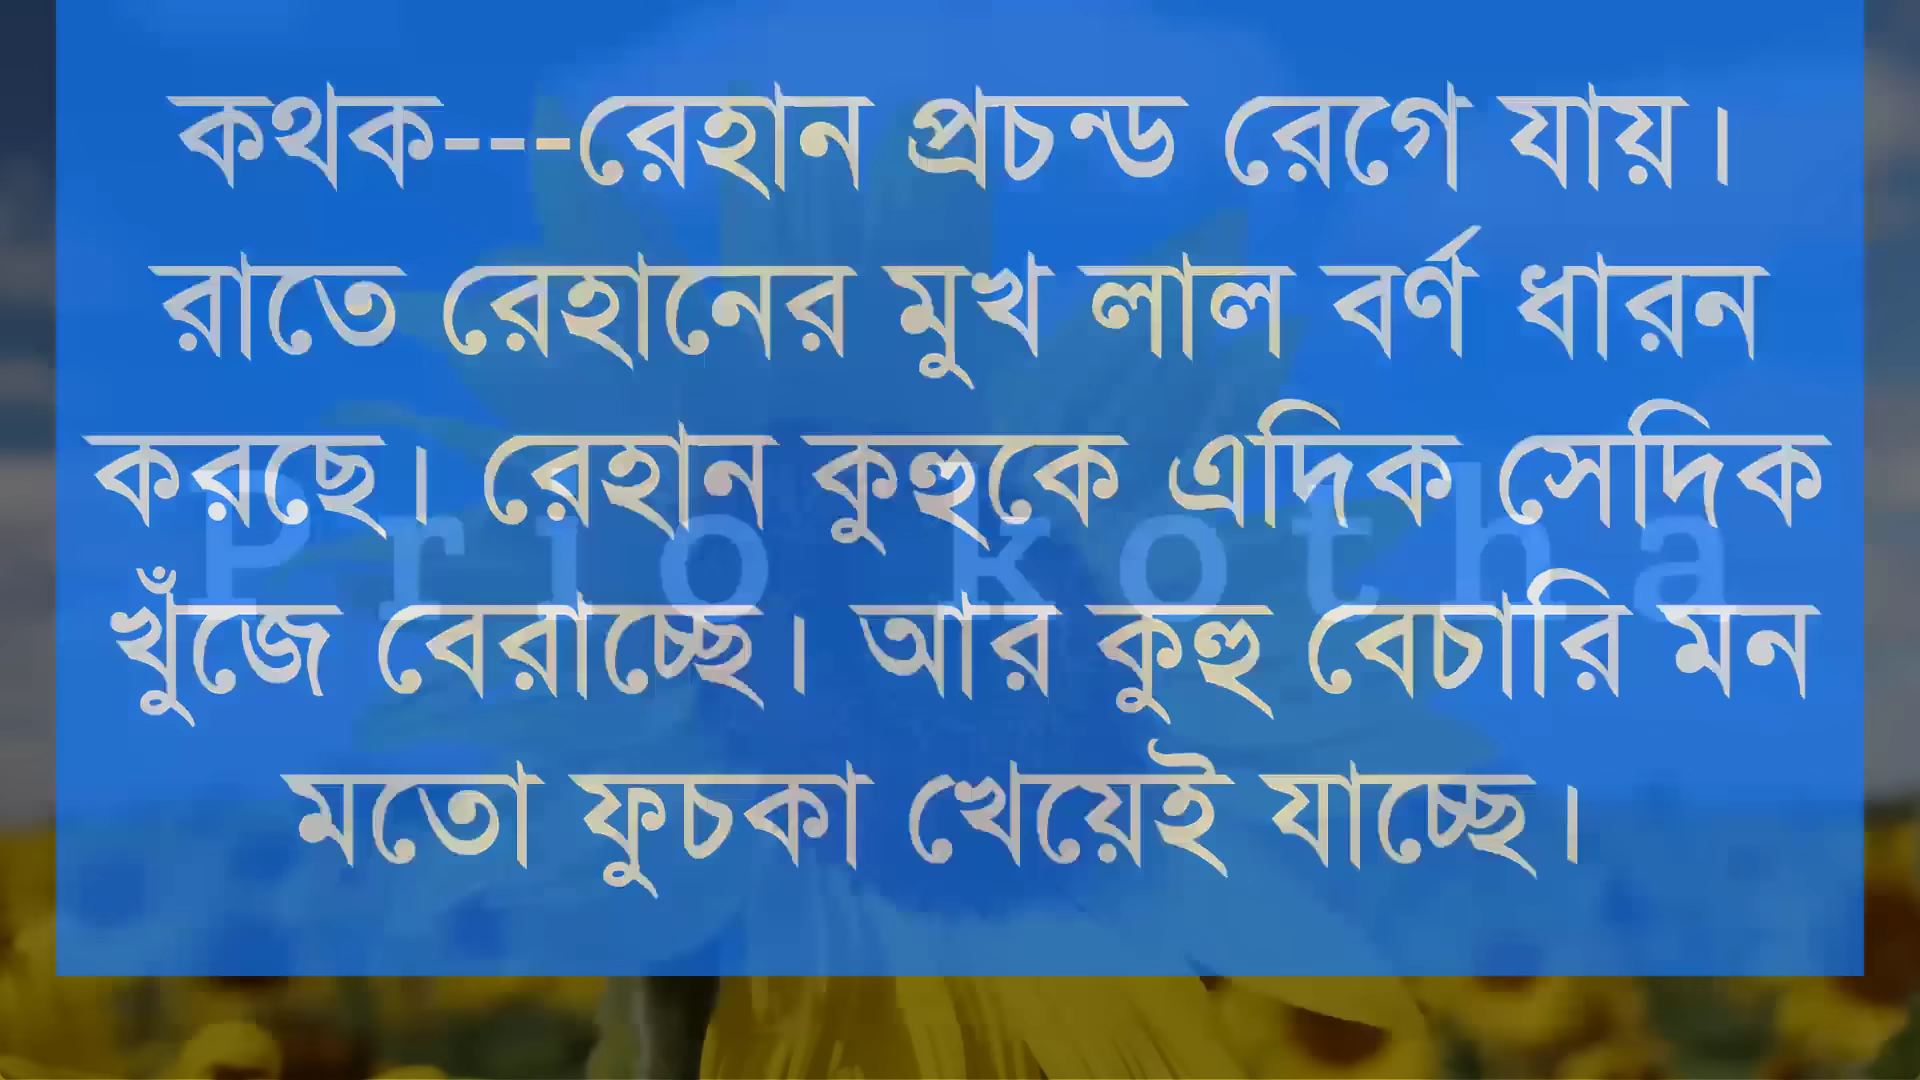 কথক---রেহান প্রচন্ড রেগে যায়।
রাতে রেহানের মুখ লাল বর্ণ ধারন
করছে। রেহান কুহুকে এদিক সেদিক
Prio kotha
খুঁজে বেরাচ্ছে। আর কুহু বেচারি মন
মতো ফুচকা খেয়েই যাচ্ছে।